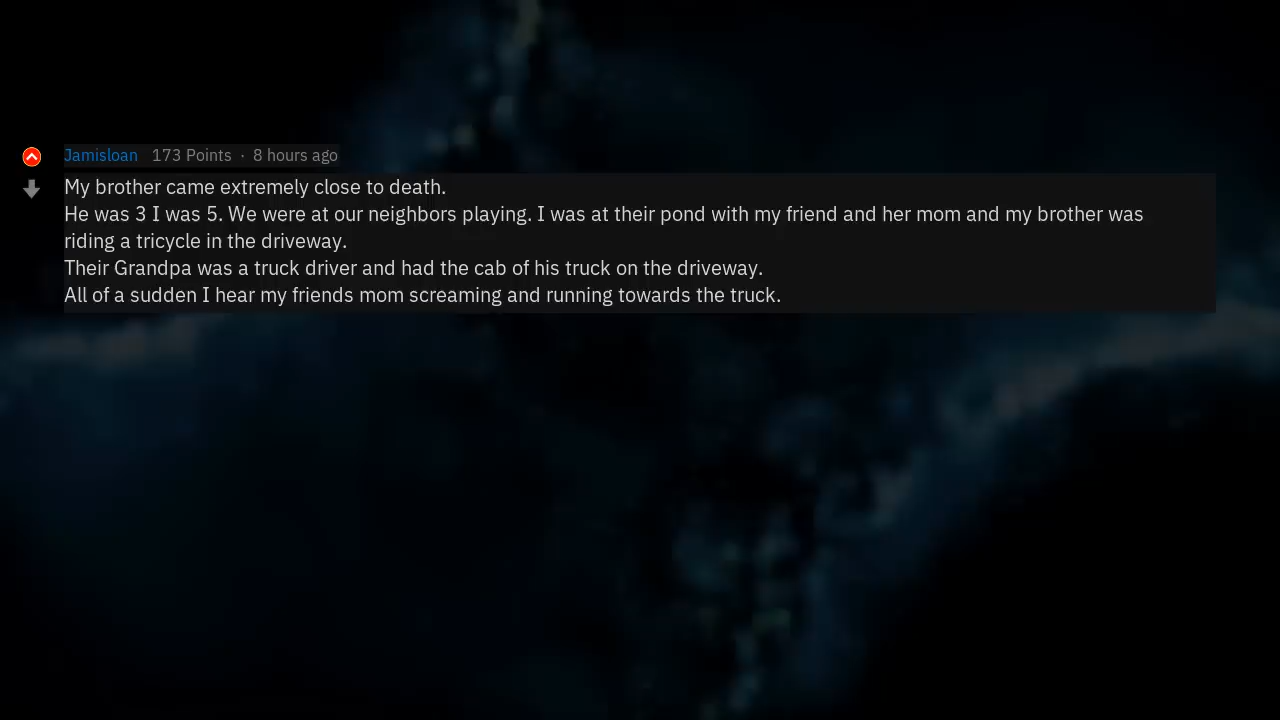 Jamisloan 173 Points · 8 hours ago
My brother came extremely close to death.
He was 3 I was 5. We were at our neighbors playing. I was at their pond with my friend and her mom and my brother was
riding a tricycle in the driveway.
Their Grandpa was a truck driver and had the cab of his truck on the driveway.
All of a sudden I hear my friends mom screaming and running towards the truck.